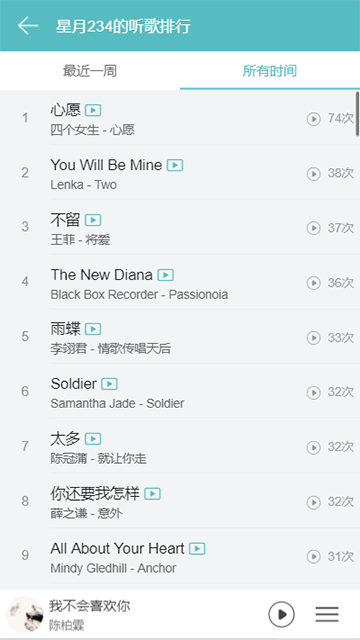 星月234的听歌排行
最近一周
所有时间
1
心愿
四个女生 - 心愿
74次
2
You Will Be Mine
Lenka - Two
38次
3
不留
王菲 - 将爱
37次
4
The New Diana
Black Box Recorder - Passionoia
36次
5
雨蝶
李翊君 - 情歌传唱天后
33次
6
Soldier
Samantha Jade - Soldier
32次
7
太多
陈冠蒲 - 就让你走
32次
8
你还要我怎样
薛之谦 - 意外
32次
9
All About Your Heart
Mindy Gledhill - Anchor
31次
我不会喜欢你
陈柏霖